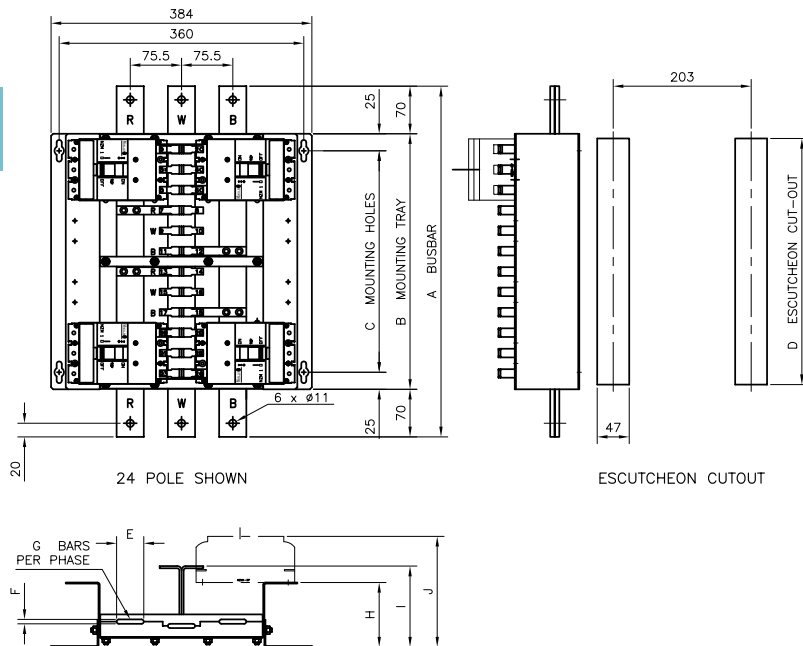 384
360
75.5 75.5
203
25
70
R W B
R
W
B
R
W
B
C MOUNTING HOLES
B MOUNTING TRAY
A BUSBAR
D ESCUTCHEON CUT-OUT
R W B
6 x ø11
25
70
20
47
24 POLE SHOWN
ESCUTCHEON CUTOUT
G BARS
PER PHASE
E
F
H
I
J